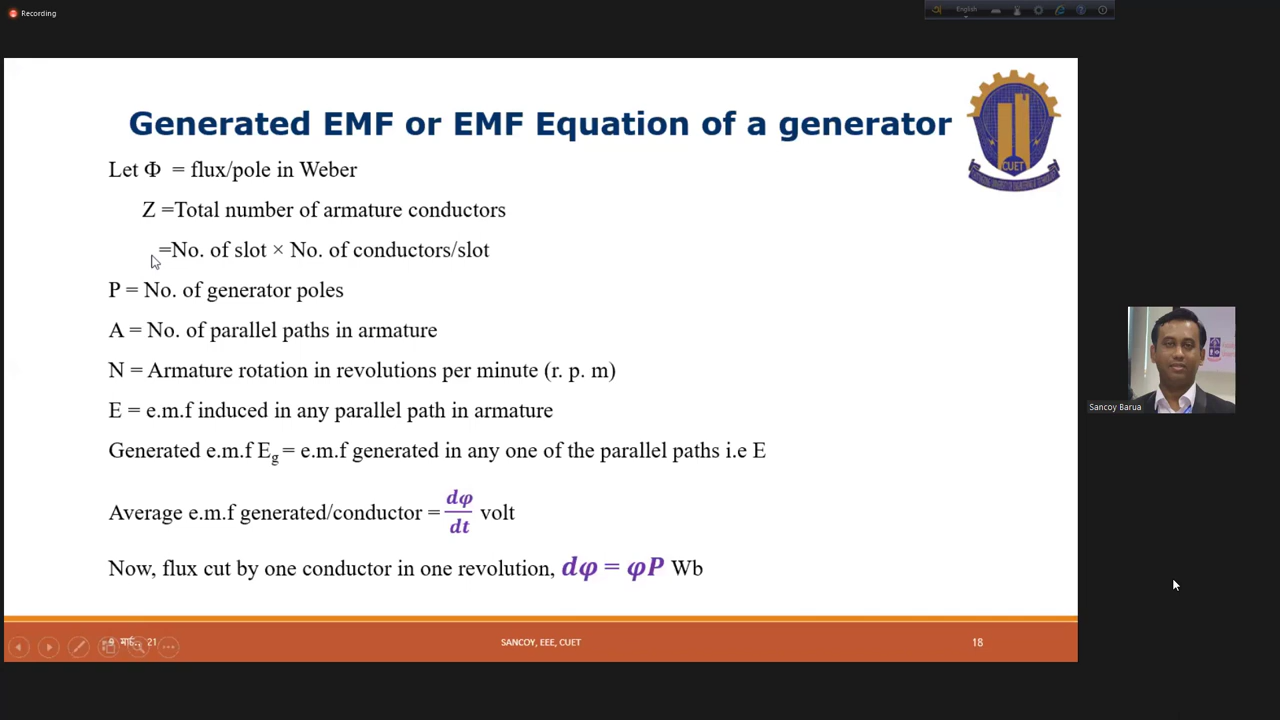 Recording
English
Generated EMF or EMF Equation of a generator
CUET
Let Φ = flux/pole in Weber
Z =Total number of armature conductors
=No. of slot × No. of conductors/slot
P = No. of generator poles
A = No. of parallel paths in armature
N = Armature rotation in revolutions per minute (r. p. m)
E = e.m.f induced in any parallel path in armature
Generated e.m.f Eg = e.m.f generated in any one of the parallel paths i.e E
Average e.m.f generated/conductor = dφ/dt volt
Now, flux cut by one conductor in one revolution, dφ = φP Wb
Sancoy Barua
21
SANCOY, EEE, CUET
18